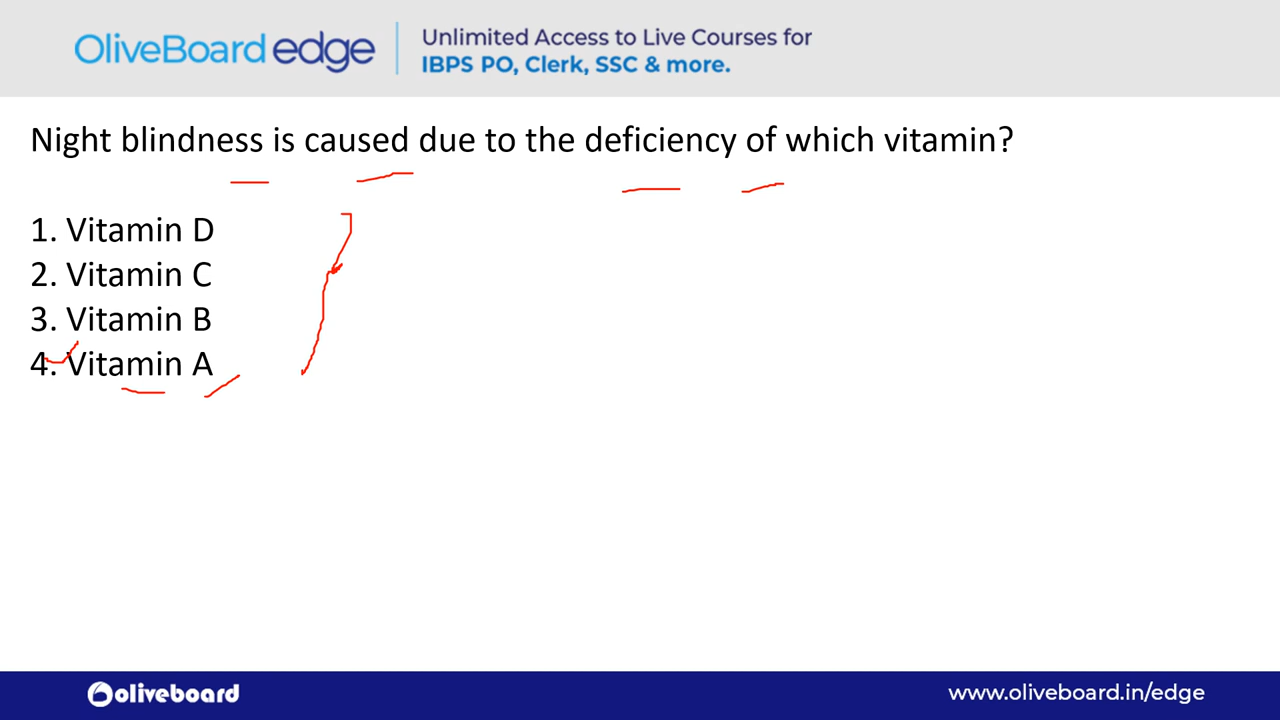 OliveBoard edge
Unlimited Access to Live Courses for
IBPS PO, Clerk, SSC & more.
Night blindness is caused due to the deficiency of which vitamin?
1. Vitamin D
2. Vitamin C
3. Vitamin B
4. Vitamin A
oliveboard
www.oliveboard.in/edge